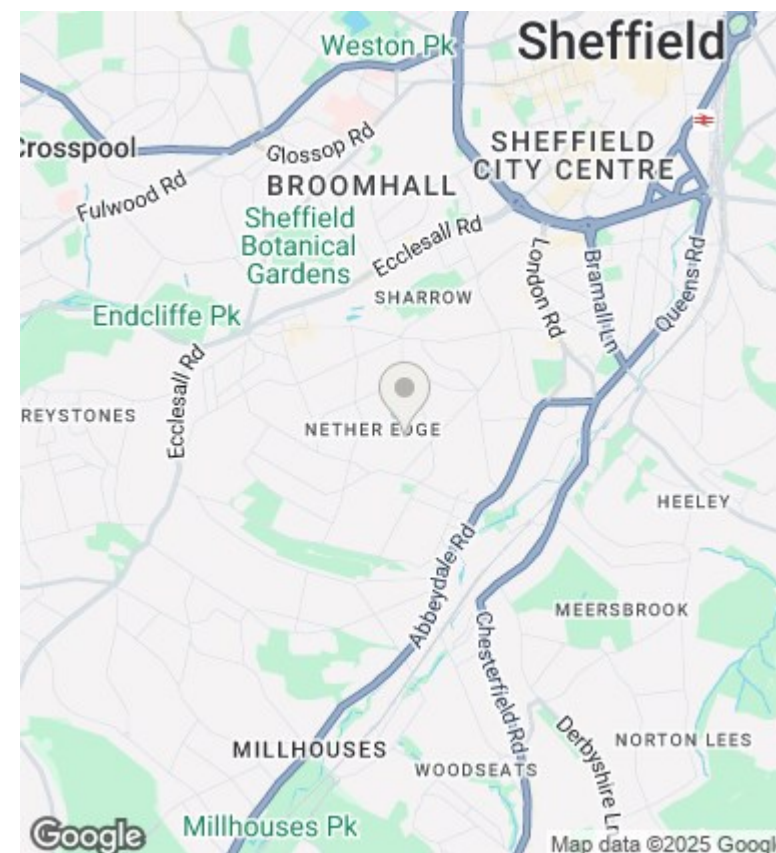 Weston Pk
Sheffield
Crosspool
Glossop Rd
SHEFFIELD
CITY CENTRE
Fulwood Rd
BROOMHALL
Sheffield
Botanical
Gardens
Ecclesall Rd
London Rd
Bramall Ln
Queens Rd
SHARROW
Endcliffe Pk
Ecclesall Rd
REYSTONES
NETHER EDGE
HEELEY
Abbeydale Rd
MEERSBROOK
Chesterfield Rd
Derbyshire Ln
NORTON LEES
MILLHOUSES
WOODSEATS
Millhouses Pk
Google
Map data ©2025 Googl